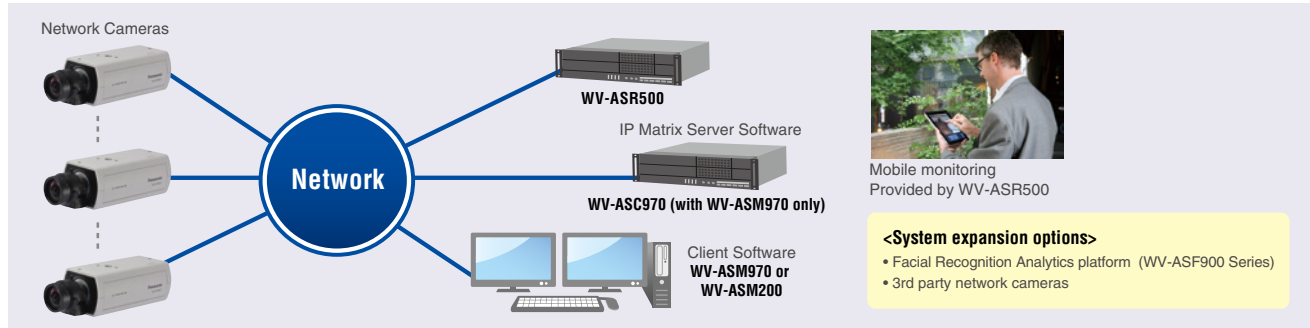 Network Cameras
Network
WV-ASR500
IP Matrix Server Software
WV-ASC970 (with WV-ASM970 only)
Client Software
WV-ASM970 or
WV-ASM200
Mobile monitoring
Provided by WV-ASR500
<System expansion options>
• Facial Recognition Analytics platform (WV-ASF900 Series)
• 3rd party network cameras